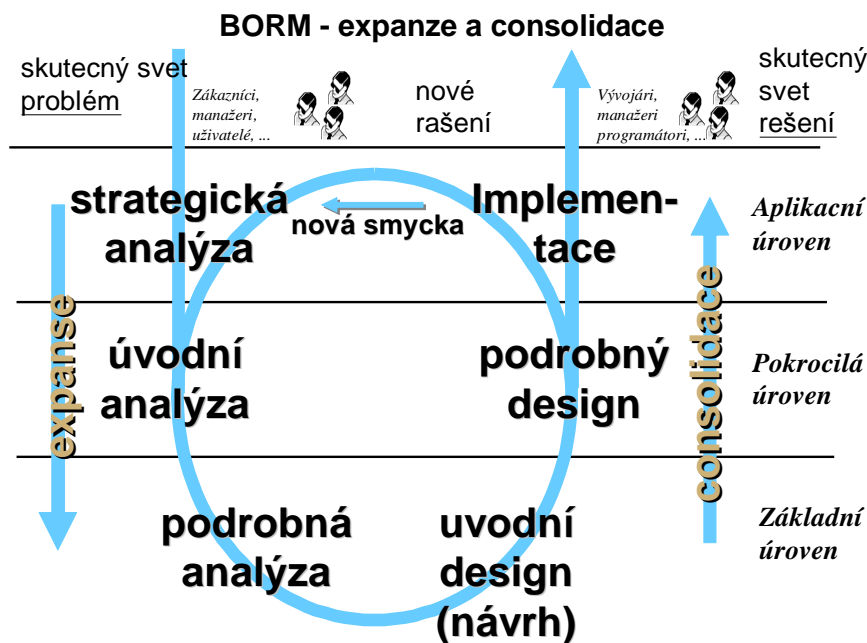 BORM - expanze a consolidace
skutecný svet
problém
Zákazníci,
manažeri,
uživatelé, ...
nové
rašení
Vývojári,
manažeri
programátori, ...
skutecný
svet
rešení
strategická
analýza
nová smycka
Implemen-
tace
Aplikacní
úroven
expanse
úvodní
analýza
podrobný
design
consolidace
Pokrocilá
úroven
podrobná
analýza
uvodní
design
(návrh)
Základní
úroven